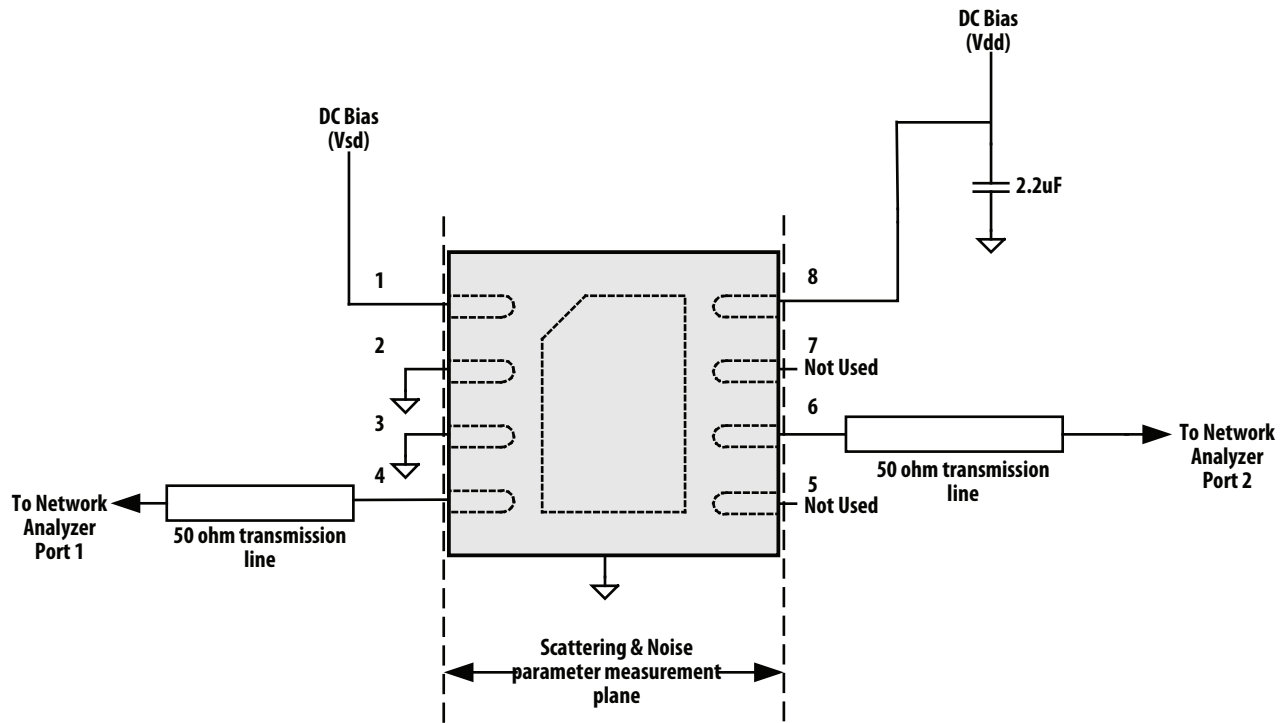 DC Bias
(Vdd)
DC Bias
(Vsd)
2.2uF
1
8
2
7
Not Used
3
6
4
5
Not Used
To Network
Analyzer
Port 1
50 ohm transmission
line
50 ohm transmission
line
To Network
Analyzer
Port 2
Scattering & Noise
parameter measurement
plane